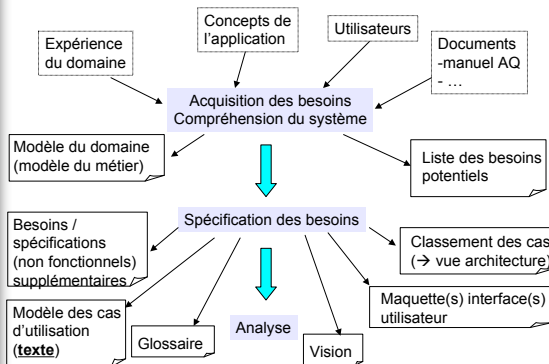 Expérience
du domaine
Concepts de
l'application
Utilisateurs
Documents
-manuel AQ
- …
Acquisition des besoins
Compréhension du système
Modèle du domaine
(modèle du métier)
Liste des besoins
potentiels
Spécification des besoins
Besoins /
spécifications
(non fonctionnels)
supplémentaires
Classement des cas
(→ vue architecture)
Modèle des cas
d'utilisation
(texte)
Glossaire
Analyse
Vision
Maquette(s) interface(s)
utilisateur